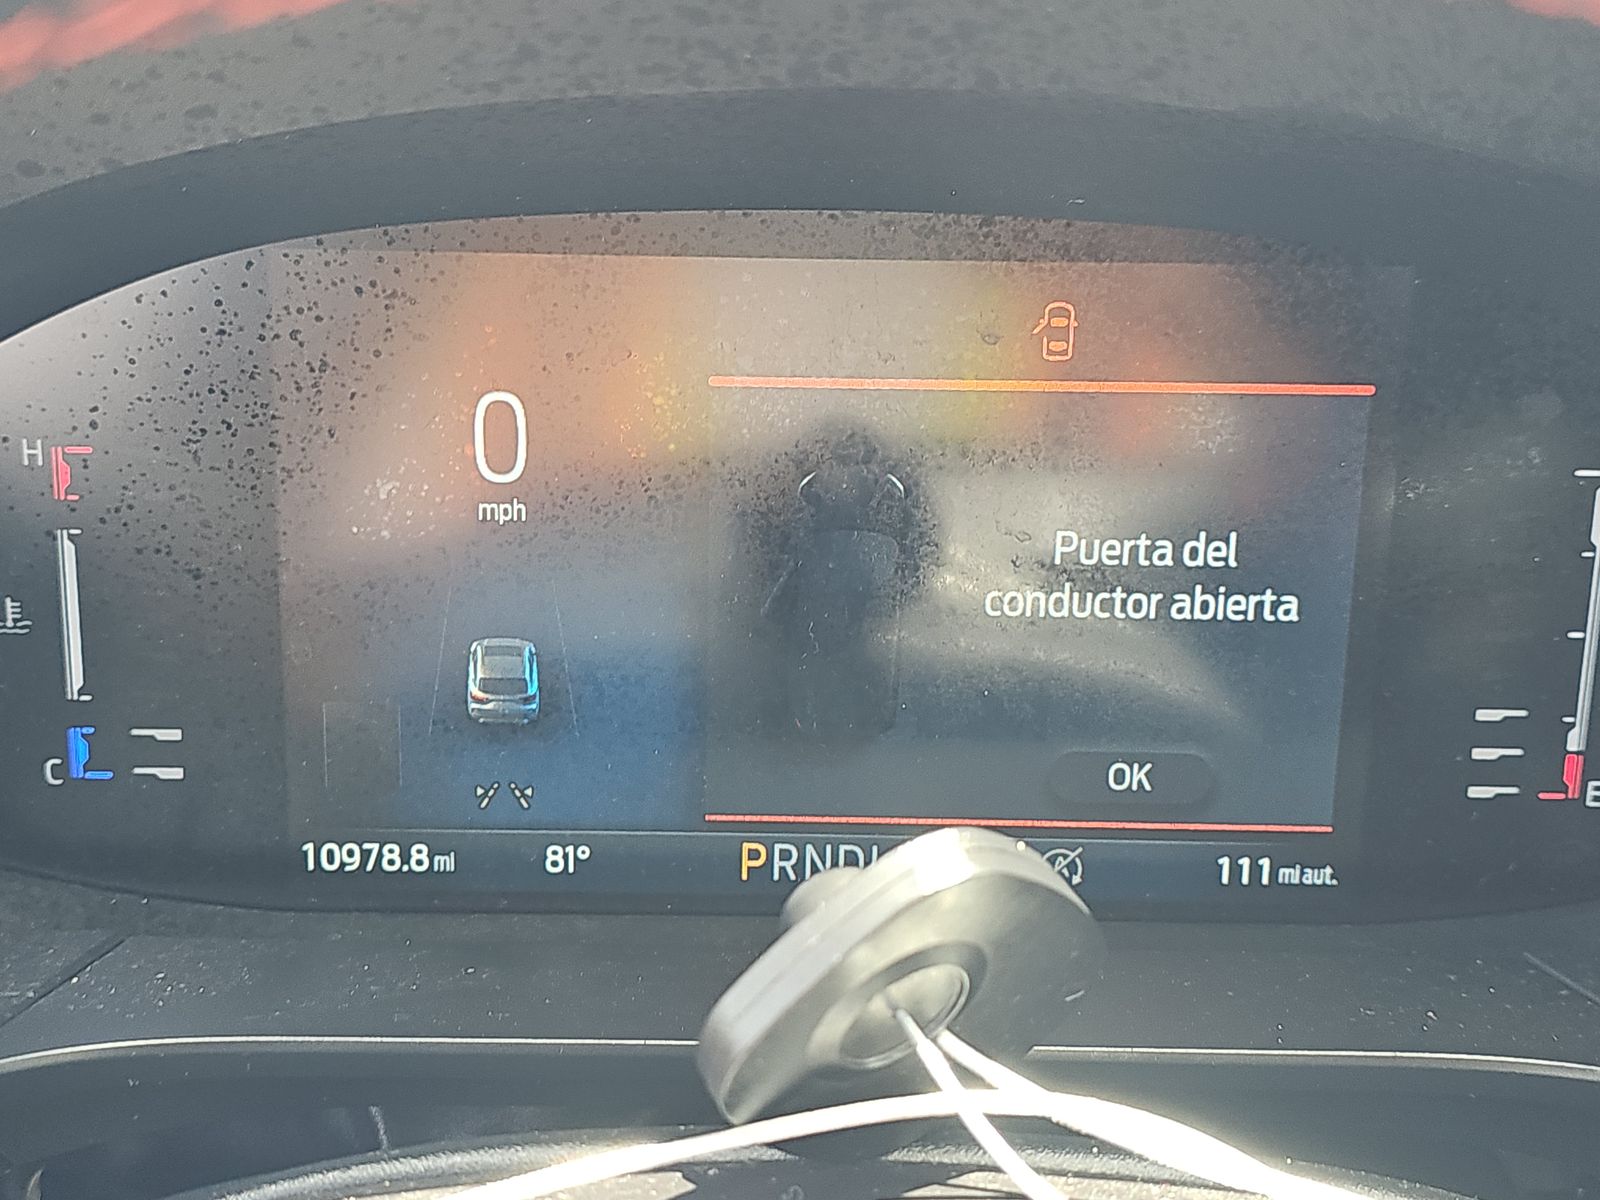 0
mph
H
Puerta del
conductor abierta
C
OK
E
10978.8 mi
81°
PRND
111 mi aut.